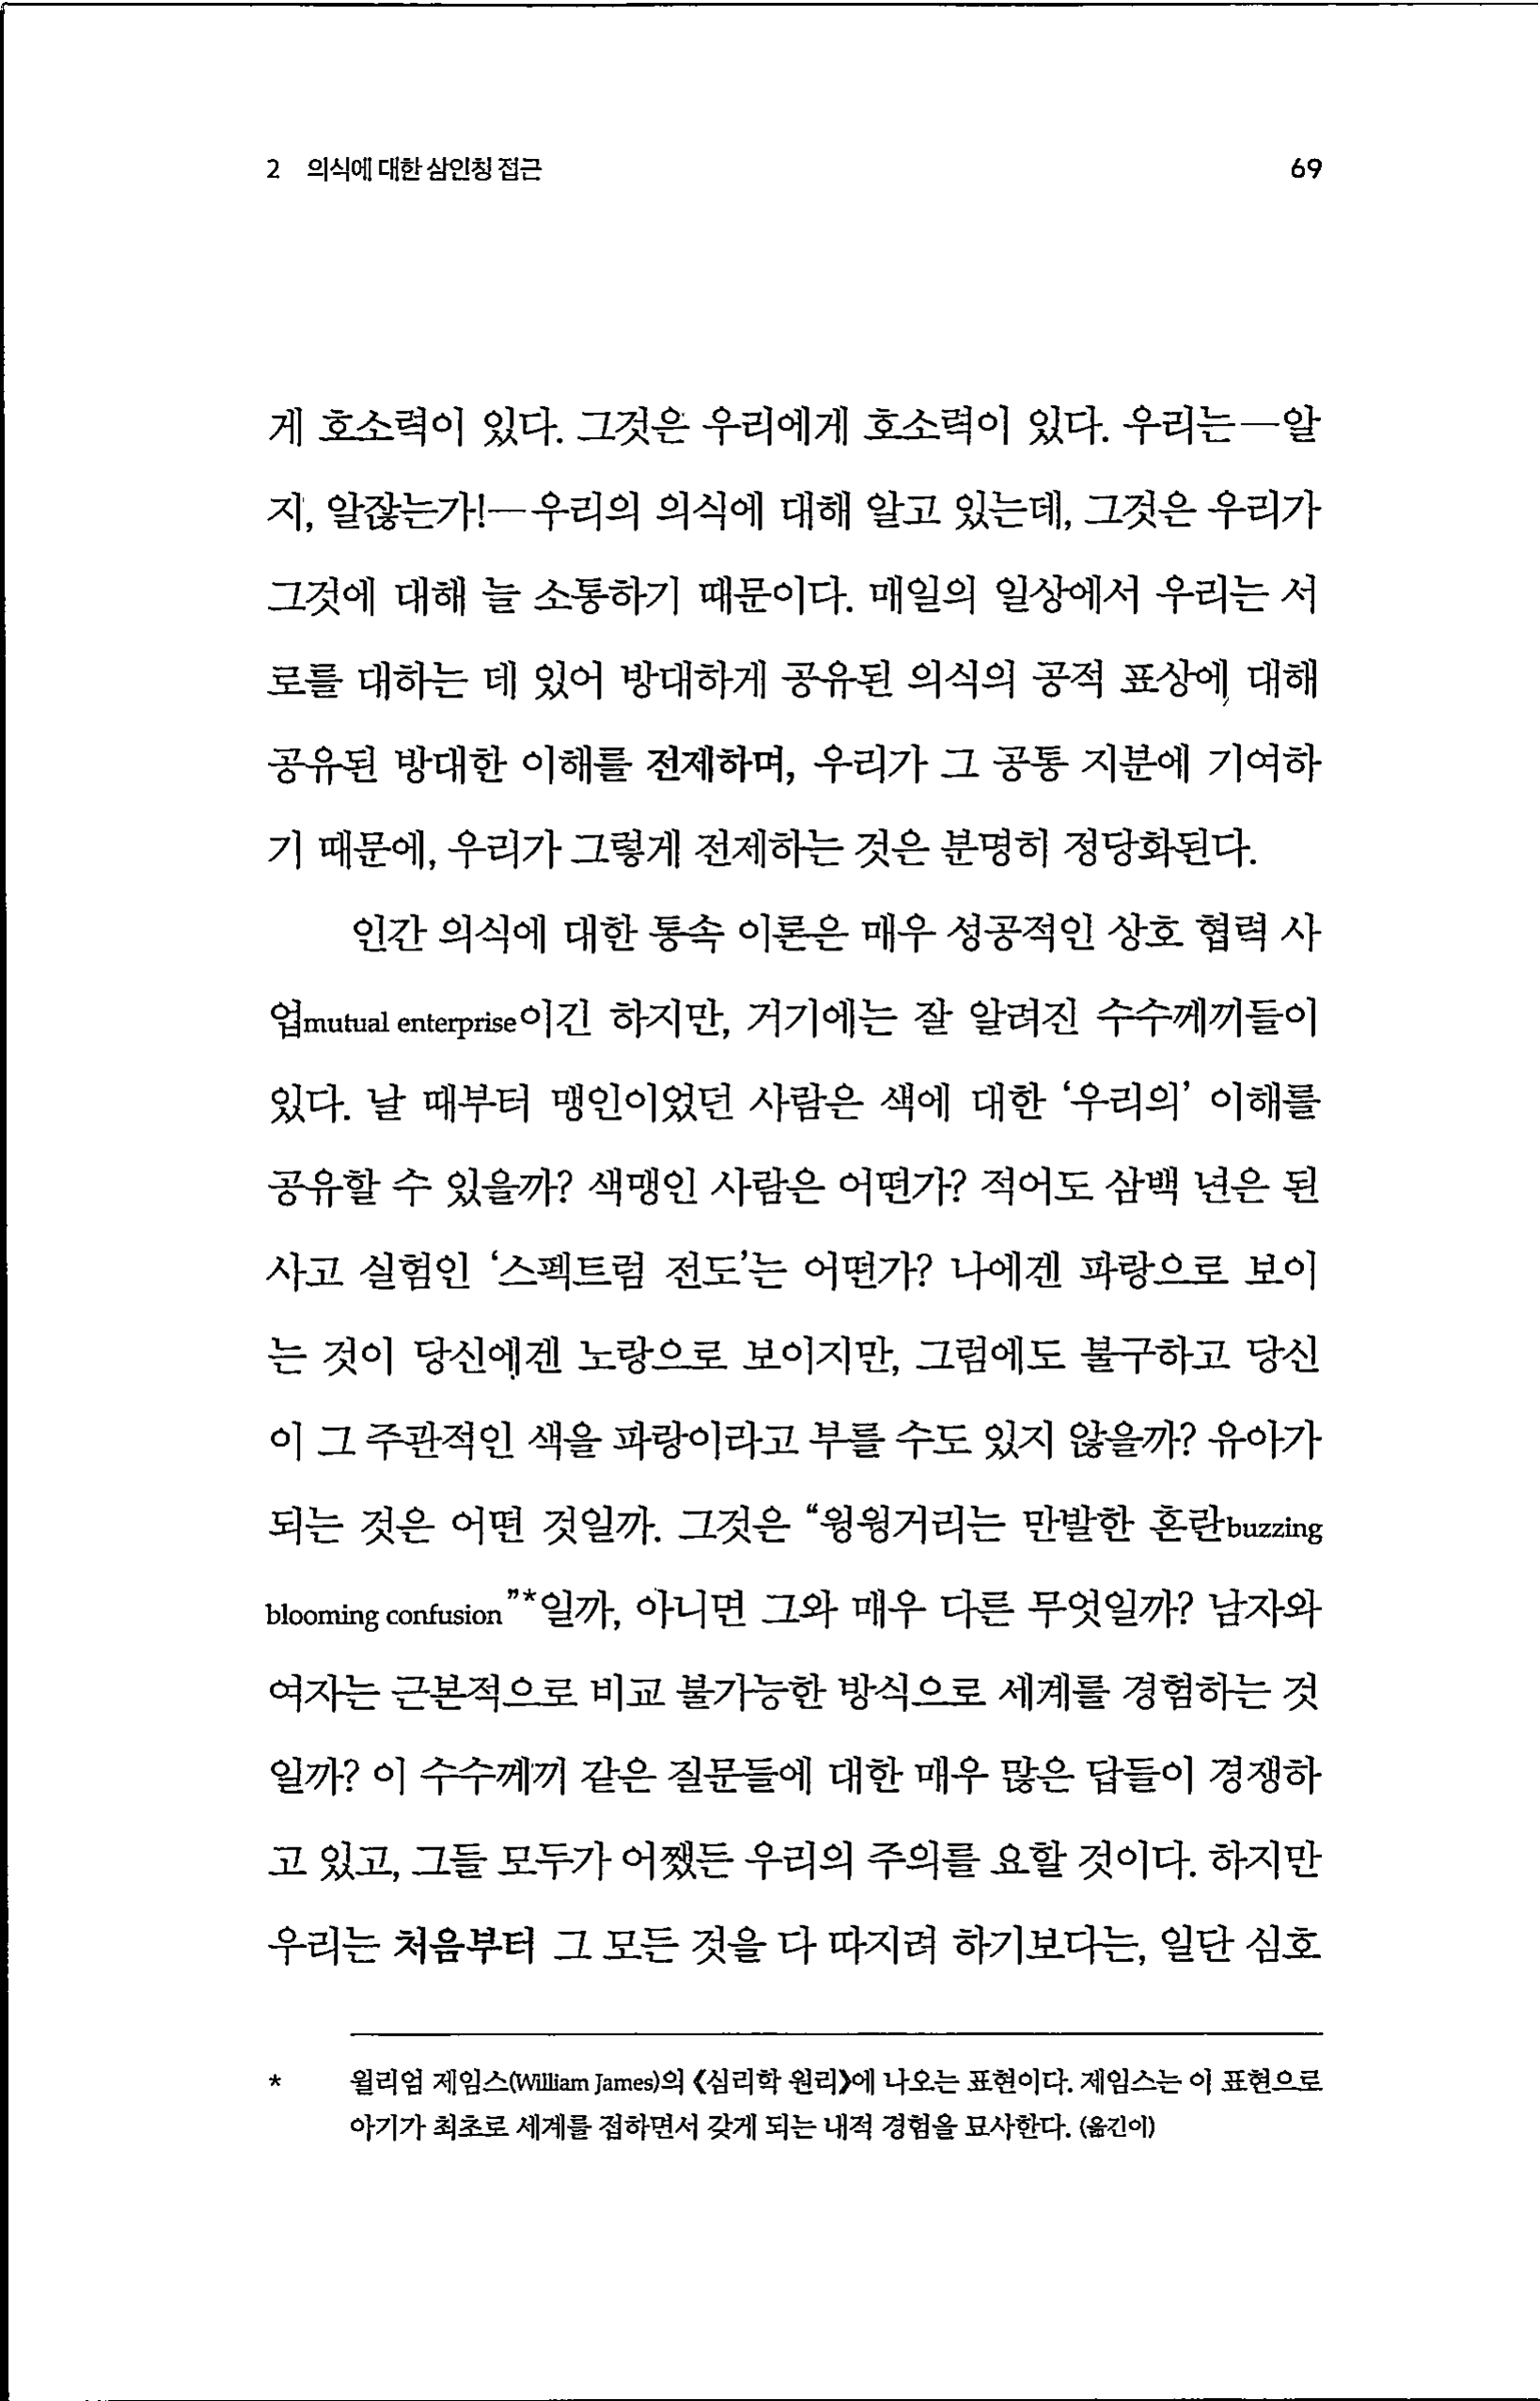 2 의식에 대한 삼인칭 접근 69
게 호소력이 있다. 그것은 우리에게 호소력이 있다. 우리는—알
지, 알잖는가!—우리의 의식에 대해 알고 있는데, 그것은 우리가
그것에 대해 늘 소통하기 때문이다. 매일의 일상에서 우리는 서
로를 대하는 데 있어 방대하게 공유된 의식의 공적 표상에 대해
공유된 방대한 이해를 전제하며, 우리가 그 공통 지분에 기여하
기 때문에, 우리가 그렇게 전제하는 것은 분명히 정당화된다.
인간 의식에 대한 통속 이론은 매우 성공적인 상호 협력 사
업mutual enterprise이긴 하지만, 거기에는 잘 알려진 수수께끼들이
있다. 날 때부터 맹인이었던 사람은 색에 대한 ‘우리의’ 이해를
공유할 수 있을까? 색맹인 사람은 어떤가? 적어도 삼백 년은 된
사고 실험인 ‘스펙트럼 전도’는 어떤가? 나에겐 파랑으로 보이
는 것이 당신에겐 노랑으로 보이지만, 그럼에도 불구하고 당신
이 그 주관적인 색을 파랑이라고 부를 수도 있지 않을까? 유아가
되는 것은 어떤 것일까. 그것은 “윙윙거리는 만발한 혼란buzzing
blooming confusion”*일까, 아니면 그와 매우 다른 무엇일까? 남자와
여자는 근본적으로 비교 불가능한 방식으로 세계를 경험하는 것
일까? 이 수수께끼 같은 질문들에 대한 매우 많은 답들이 경쟁하
고 있고, 그들 모두가 어쨌든 우리의 주의를 요할 것이다. 하지만
우리는 처음부터 그 모든 것을 다 따지려 하기보다는, 일단 심호
* 윌리엄 제임스(William James)의 《심리학 원리》에 나오는 표현이다. 제임스는 이 표현으로
아기가 최초로 세계를 접하면서 갖게 되는 내적 경험을 묘사한다. (옮긴이)